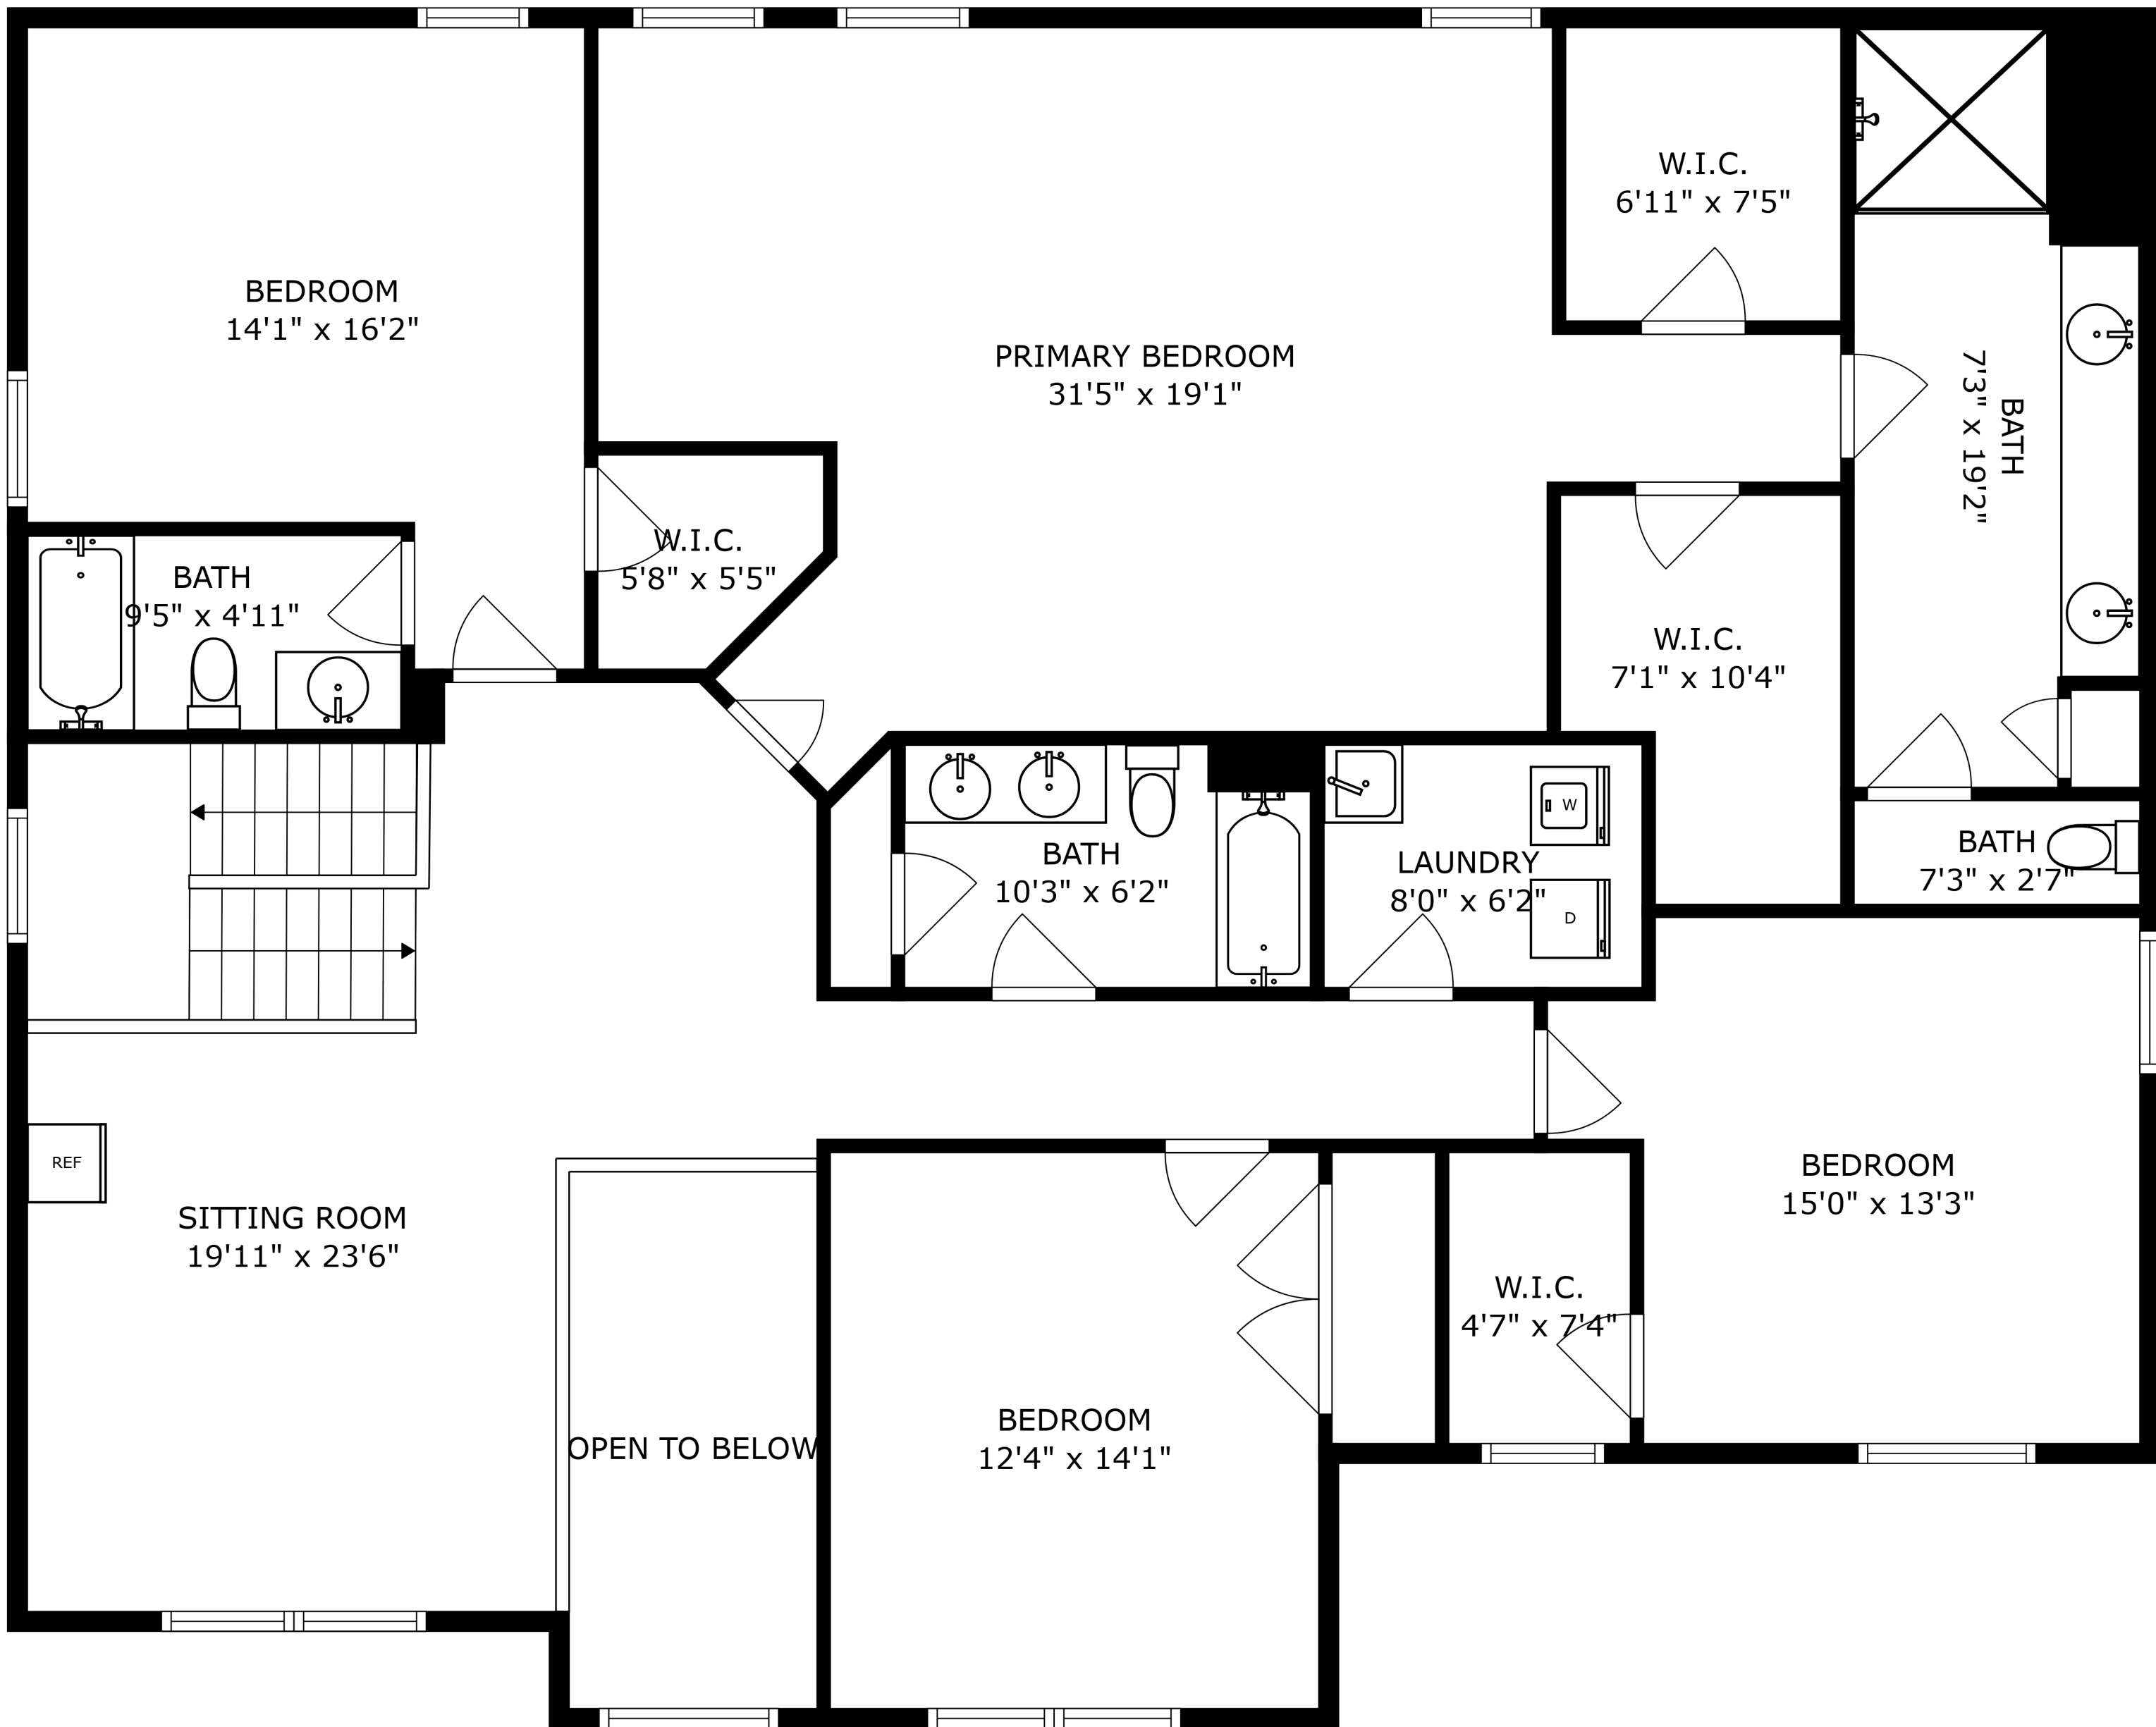 W.I.C.
6'11" x 7'5"
BEDROOM
14'1" x 16'2"
PRIMARY BEDROOM
31'5" x 19'1"
BATH
7'3" x 19'2"
W.I.C.
5'8" x 5'5"
BATH
9'5" x 4'11"
W.I.C.
7'1" x 10'4"
W
BATH
10'3" x 6'2"
LAUNDRY
8'0" x 6'2"
D
BATH
7'3" x 2'7"
REF
SITTING ROOM
19'11" x 23'6"
BEDROOM
15'0" x 13'3"
W.I.C.
4'7" x 7'4"
OPEN TO BELOW
BEDROOM
12'4" x 14'1"